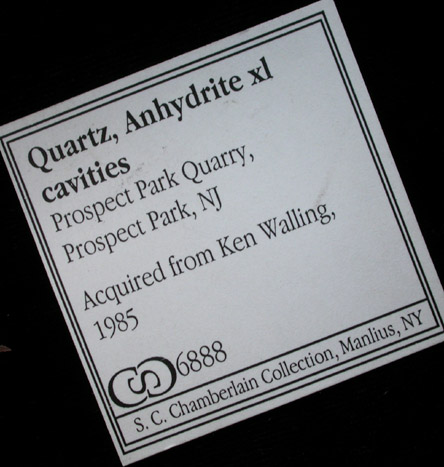 Quartz, Anhydrite xl
cavities
Prospect Park Quarry,
Prospect Park, NJ
Acquired from Ken Walling,
1985
6888
S. C. Chamberlain Collection, Manlius, NY